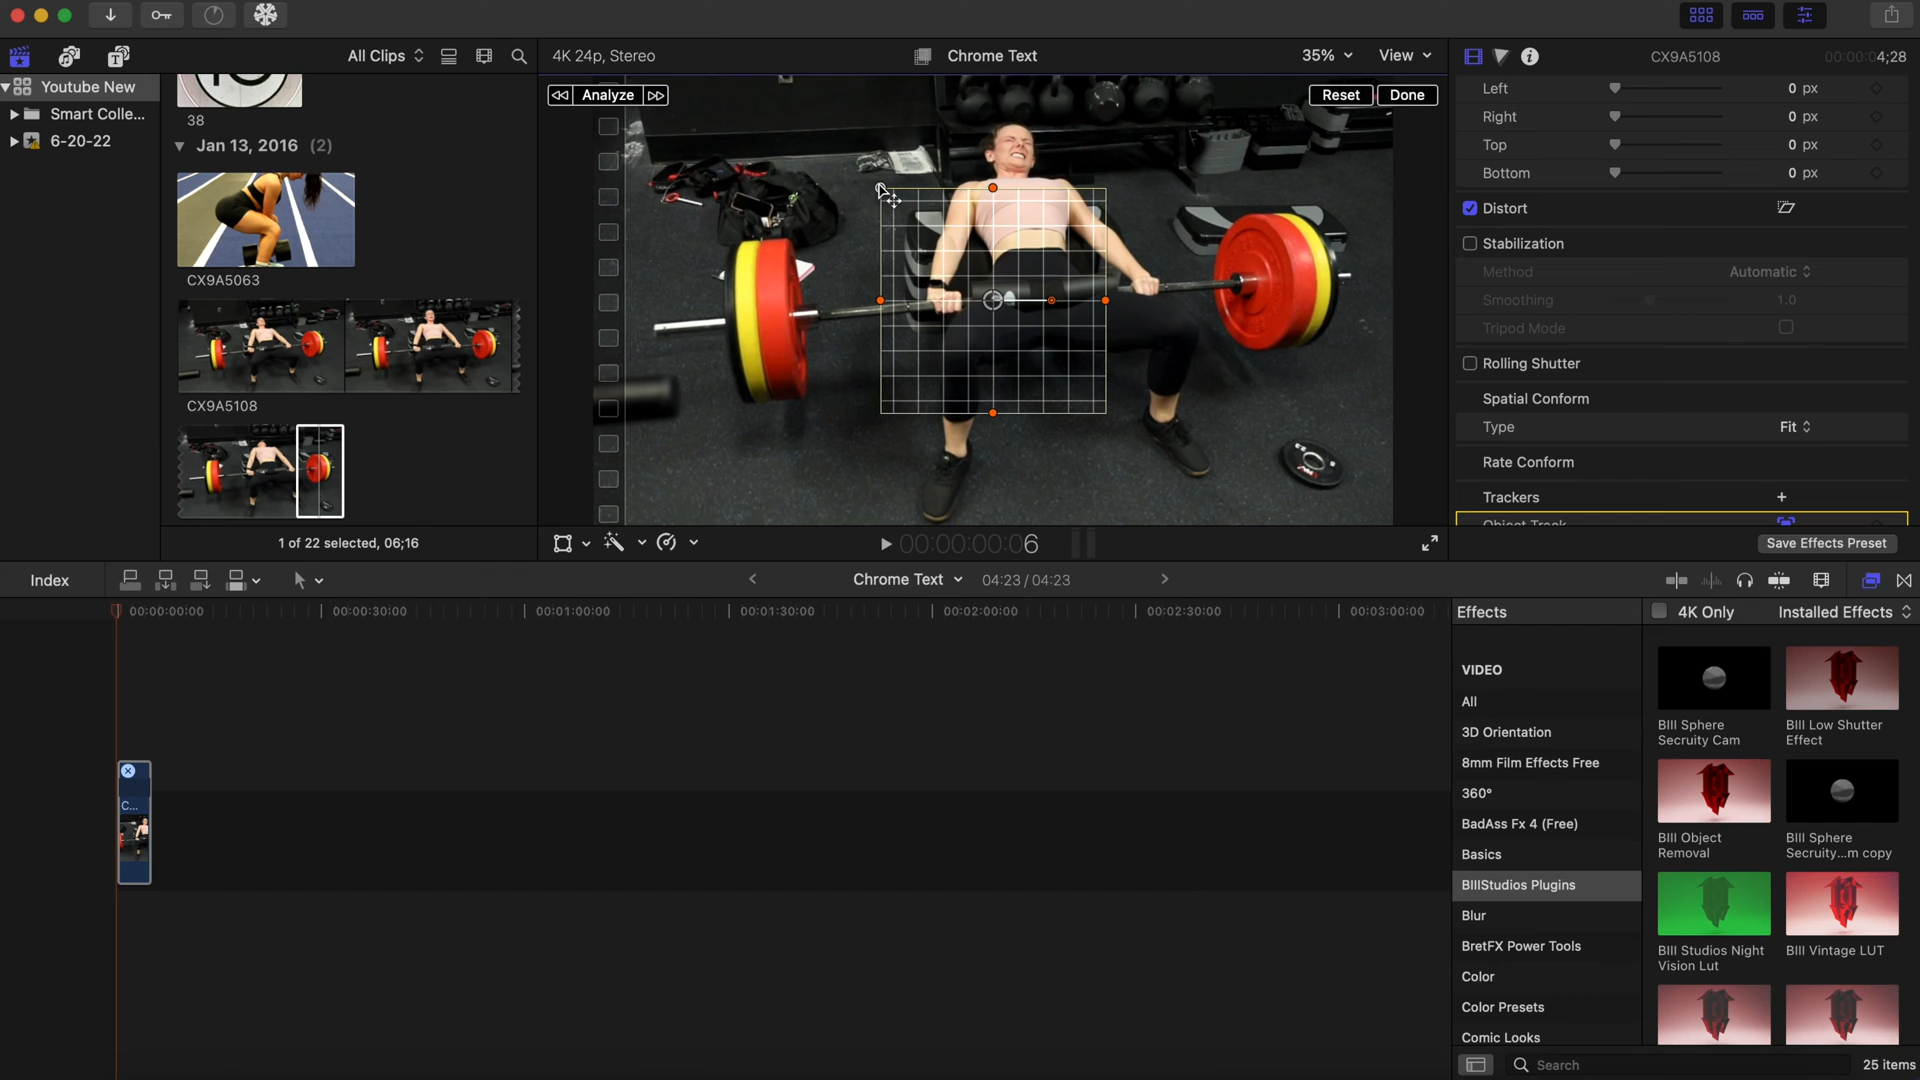 All Clips
4K 24p, Stereo
Chrome Text
35%
View
CX9A5108
00:00:04;28
Youtube New
Smart Colle...
6-20-22
38
Jan 13, 2016 (2)
CX9A5063
CX9A5108
1 of 22 selected, 06;16
Analyze
Reset
Done
00:00:00:06
Left 0 px
Right 0 px
Top 0 px
Bottom 0 px
Distort
Stabilization
Method Automatic
Smoothing 1.0
Tripod Mode
Rolling Shutter
Spatial Conform
Type Fit
Rate Conform
Trackers
Object Track
Save Effects Preset
Index
Chrome Text
04:23 / 04:23
00:00:00:00
00:00:30:00
00:01:00:00
00:01:30:00
00:02:00:00
00:02:30:00
00:03:00:00
C...
Effects
4K Only
Installed Effects
VIDEO
All
3D Orientation
8mm Film Effects Free
360°
BadAss Fx 4 (Free)
Basics
BIIIStudios Plugins
Blur
BretFX Power Tools
Color
Color Presets
Comic Looks
BIII Sphere
Secruity Cam
BIII Low Shutter
Effect
BIII Object
Removal
BIII Sphere
Secruity...m copy
BIII Studios Night
Vision Lut
BIII Vintage LUT
Search
25 items